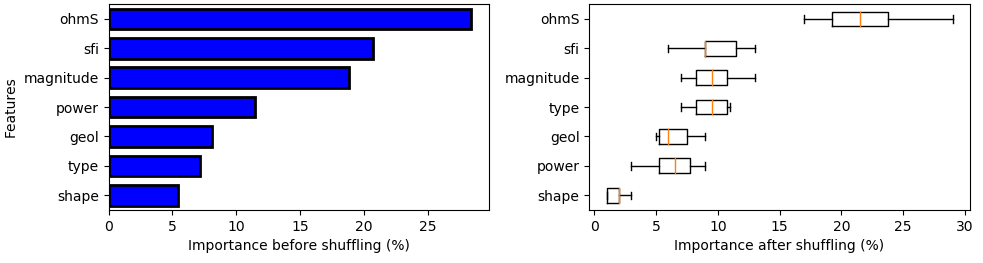 Features
ohmS
sfi
magnitude
power
geol
type
shape
0 5 10 15 20 25
Importance before shuffling (%)
ohmS
sfi
magnitude
type
geol
power
shape
0 5 10 15 20 25 30
Importance after shuffling (%)